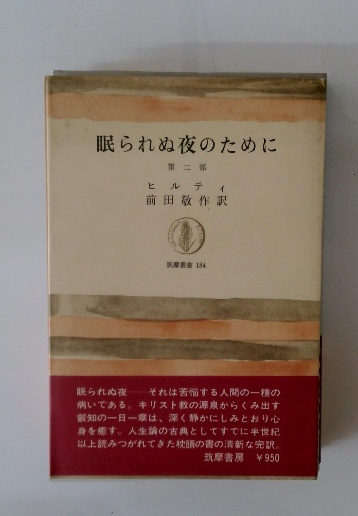 眠られぬ夜のために
第二部
ヒルティ
前田敬作訳
筑摩叢書 184
眠られぬ夜――それは苦悩する人間の一種の
病いである。キリスト教の源泉からくみ出す
叡知の一日一章は、深く静かにしみとおり心
身を癒す。人生論の古典としてすでに半世紀
以上読みつがれてきた枕頭の書の清新な完訳。
筑摩書房 ￥950